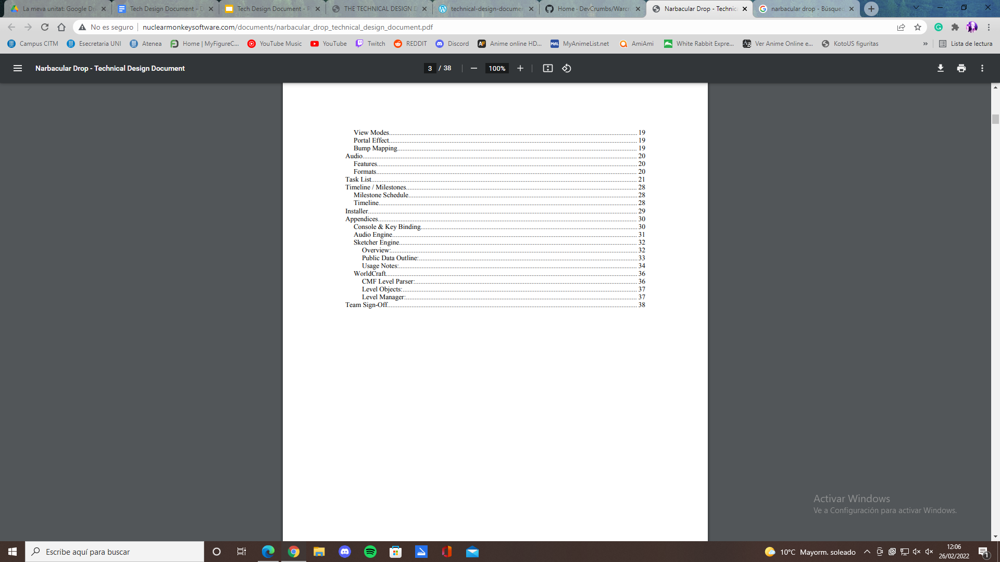 La meva unitat: Google Dr
Tech Design Document - D
Tech Design Document - P
THE TECHNICAL DESIGN D
technical-design-documen
Home · DevCrumbs/Warcr
Narbacular Drop - Technica
narbacular drop - Búsqued
No es seguro
nuclearmonkeysoftware.com/documents/narbacular_drop_technical_design_document.pdf
Campus CITM
Esecretaria UNI
Atenea
Home | MyFigureC...
YouTube Music
YouTube
Twitch
REDDIT
Discord
Anime online HD...
MyAnimeList.net
AmiAmi
White Rabbit Expre...
Ver Anime Online e...
KotoUS figuritas
»
Lista de lectura
Narbacular Drop - Technical Design Document
3 / 38
100%
View Modes 19
Portal Effect 19
Bump Mapping 19
Audio 20
Features 20
Formats 20
Task List 21
Timeline / Milestones 28
Milestone Schedule 28
Timeline 28
Installer 29
Appendices 30
Console & Key Binding 30
Audio Engine 31
Sketcher Engine 32
Overview: 32
Public Data Outline: 33
Usage Notes: 34
WorldCraft 36
CMF Level Parser: 36
Level Objects: 37
Level Manager: 37
Team Sign-Off 38
Activar Windows
Ve a Configuración para activar Windows.
Escribe aquí para buscar
10°C Mayorm. soleado
12:06
26/02/2022
1